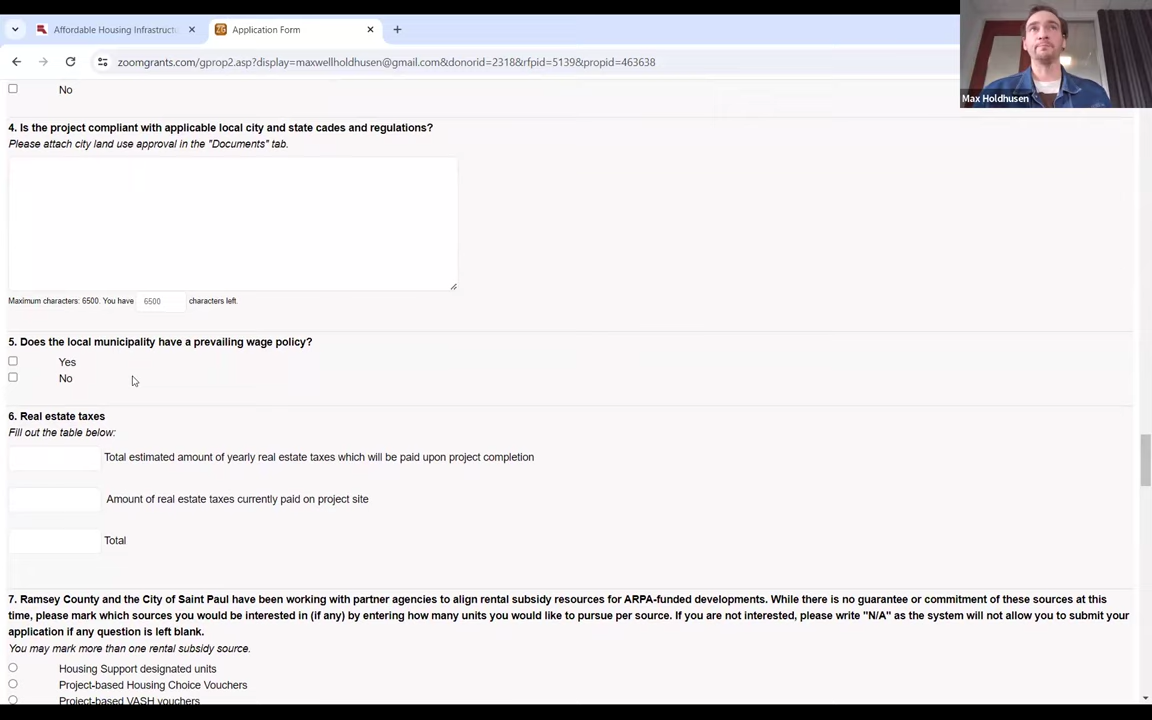 Affordable Housing Infrastruct
Application Form
zoomgrants.com/gprop2.asp?display=maxwellholdhusen@gmail.com&donorid=2318&rfpid=5139&propid=463638
Max Holdhusen
No
4. Is the project compliant with applicable local city and state cades and regulations?
Please attach city land use approval in the "Documents" tab.
Maximum characters: 6500. You have 6500 characters left.
5. Does the local municipality have a prevailing wage policy?
Yes
No
6. Real estate taxes
Fill out the table below:
Total estimated amount of yearly real estate taxes which will be paid upon project completion
Amount of real estate taxes currently paid on project site
Total
7. Ramsey County and the City of Saint Paul have been working with partner agencies to align rental subsidy resources for ARPA-funded developments. While there is no guarantee or commitment of these sources at this
time, please mark which sources you would be interested in (if any) by entering how many units you would like to pursue per source. If you are not interested, please write "N/A" as the system will not allow you to submit your
application if any question is left blank.
You may mark more than one rental subsidy source.
Housing Support designated units
Project-based Housing Choice Vouchers
Project-based VASH vouchers